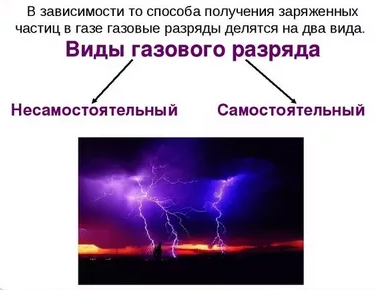 В зависимости то способа получения заряженных
частиц в газе газовые разряды делятся на два вида.
Виды газового разряда
Несамостоятельный Самостоятельный